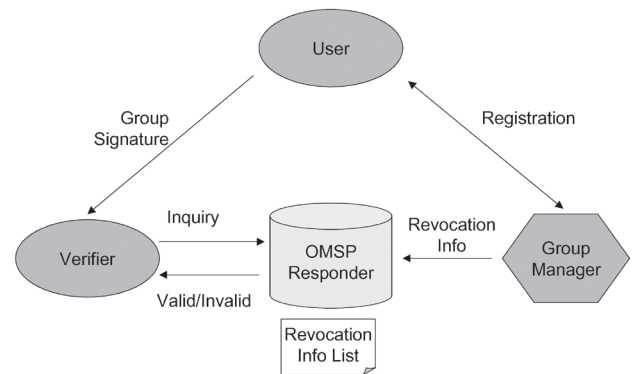 User
Group
Signature
Registration
Inquiry
Revocation
Info
Verifier
OMSP
Responder
Group
Manager
Valid/Invalid
Revocation
Info List